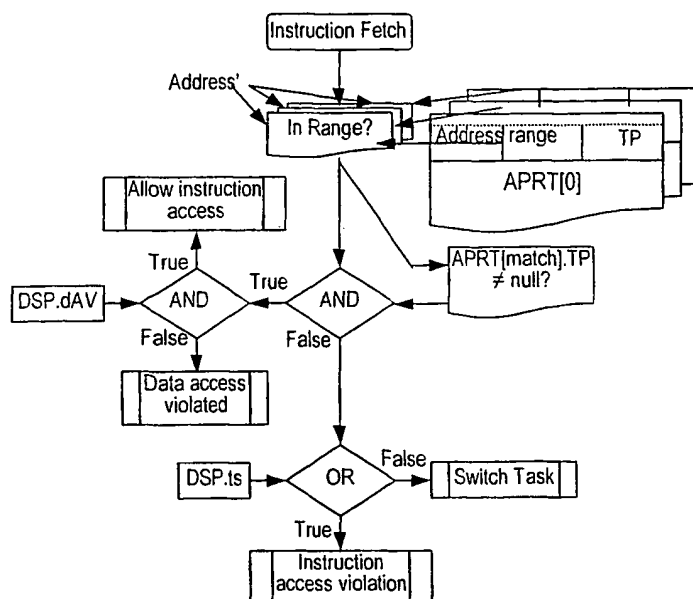 Instruction Fetch
Address'
In Range?
Address range TP
APRT[0]
Allow instruction
access
True
True
APRT[match].TP
≠ null?
DSP.dAV
AND
AND
False
False
Data access
violated
DSP.ts
OR
False
Switch Task
True
Instruction
access violation